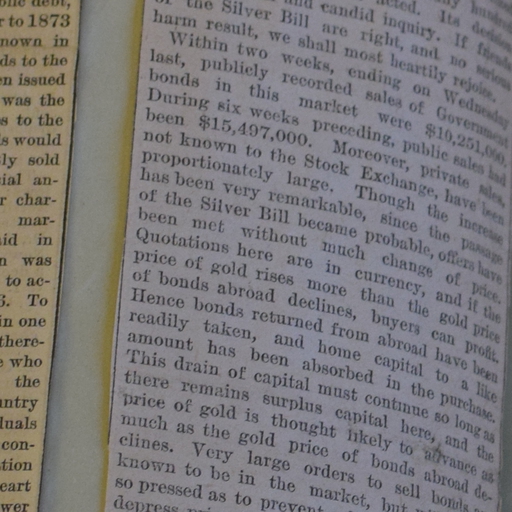 ble debt,
r to 1873
nown in
ds to the
en issued
was the
s to the
s would
ly sold
ial an-
r char-
mar-
id in
n was
to ac-
5. To
in one
there-
e who
the
untry
duals
con-
tion
eart
wer
and candid inquiry. If friends
of the Silver Bill are right, and no serious
harm result, we shall most heartily rejoice.
Within two weeks, ending on Wednesday
last, publicly recorded sales of Government
bonds in this market were $10,251,000.
During six weeks preceding, public sales had
been $15,497,000. Moreover, private sales,
not known to the Stock Exchange, have been
proportionately large. Though the increase
has been very remarkable, since the passage
of the Silver Bill became probable, offers have
been met without much change of price.
Quotations here are in currency, and if the
price of gold rises more than the gold price
of bonds abroad declines, buyers can profit.
Hence bonds returned from abroad have been
readily taken, and home capital to a like
amount has been absorbed in the purchase.
This drain of capital must continue so long as
there remains surplus capital here, and the
price of gold is thought likely to advance as
much as the gold price of bonds abroad de-
clines. Very large orders to sell bonds are
known to be in the market, but
so pressed as to prevent
depress